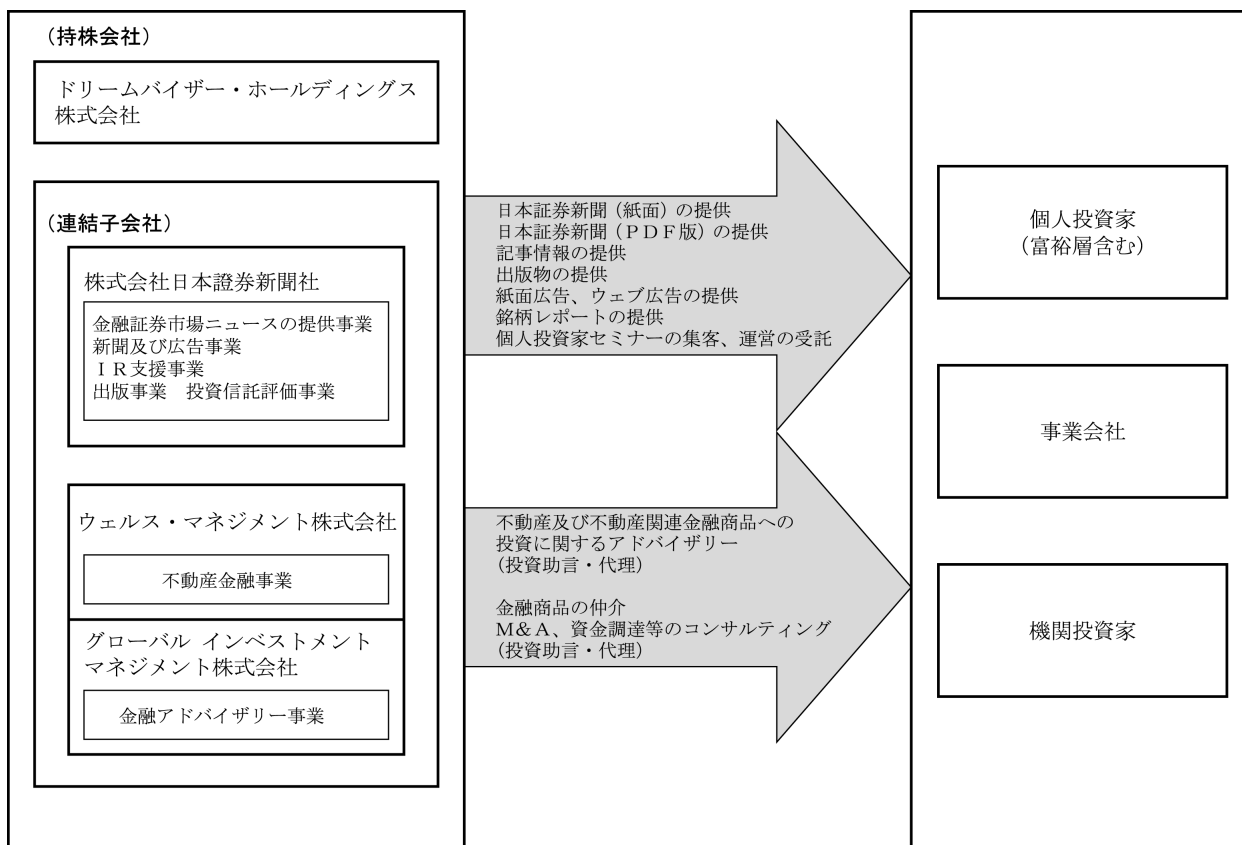 (持株会社)
ドリームバイザー・ホールディングス
株式会社
(連結子会社)
株式会社日本證券新聞社
金融証券市場ニュースの提供事業
新聞及び広告事業
ＩＲ支援事業
出版事業　投資信託評価事業
ウェルス・マネジメント株式会社
不動産金融事業
グローバル インベストメント
マネジメント株式会社
金融アドバイザリー事業
日本証券新聞（紙面）の提供
日本証券新聞（ＰＤＦ版）の提供
記事情報の提供
出版物の提供
紙面広告、ウェブ広告の提供
銘柄レポートの提供
個人投資家セミナーの集客、運営の受託
不動産及び不動産関連金融商品への
投資に関するアドバイザリー
（投資助言・代理）
金融商品の仲介
Ｍ＆Ａ、資金調達等のコンサルティング
（投資助言・代理）
個人投資家
（富裕層含む）
事業会社
機関投資家